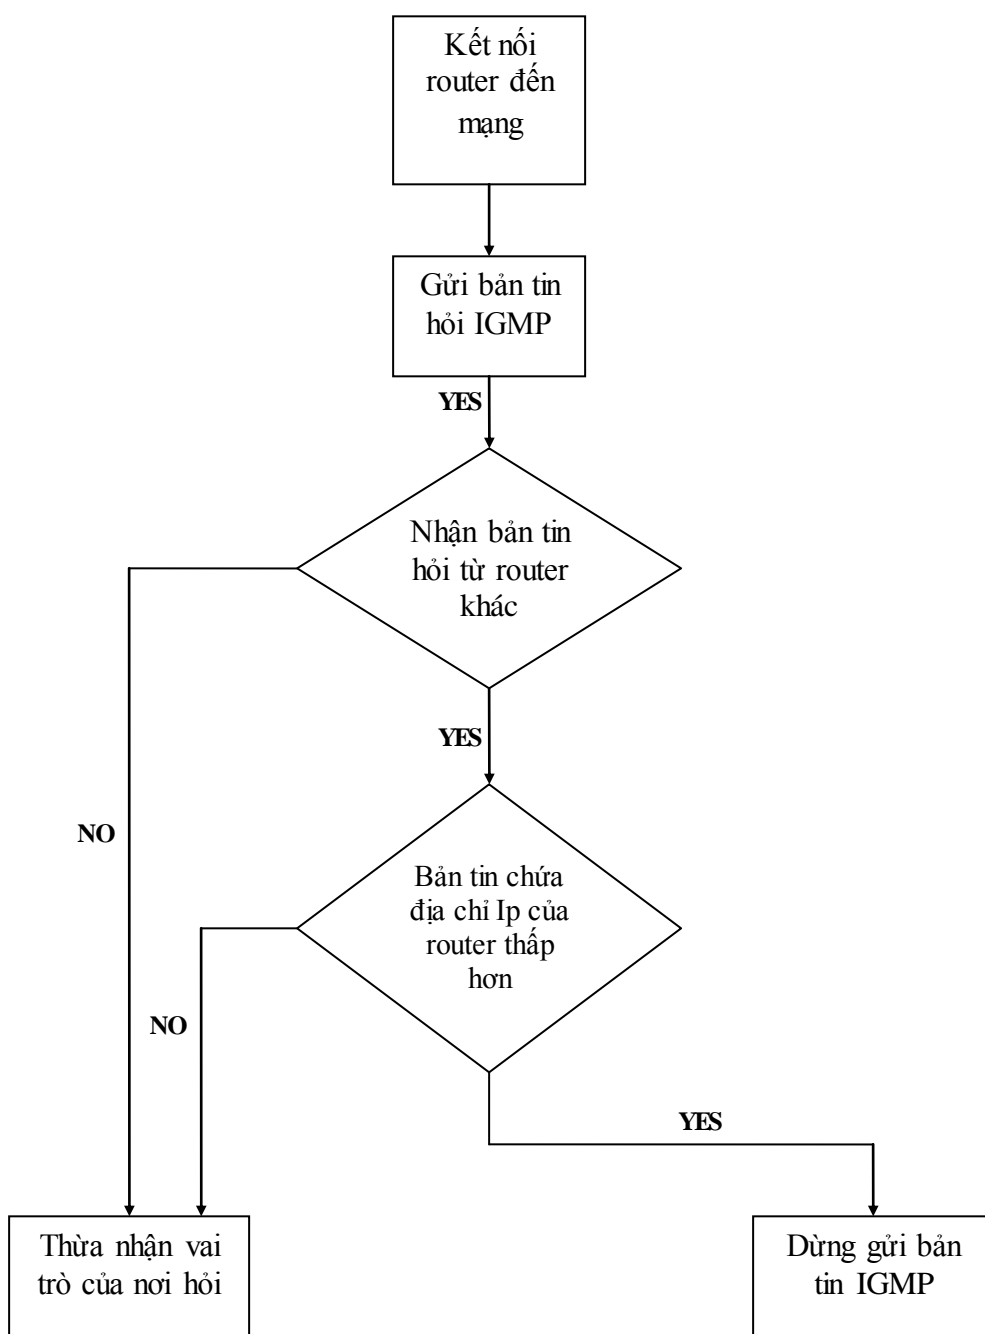 Kết nối
router đến
mạng
Gửi bản tin
hỏi IGMP
YES
Nhận bản tin
hỏi từ router
khác
YES
NO
Bản tin chứa
địa chỉ Ip của
router thấp
hơn
NO
YES
Thừa nhận vai
trò của nơi hỏi
Dừng gửi bản
tin IGMP